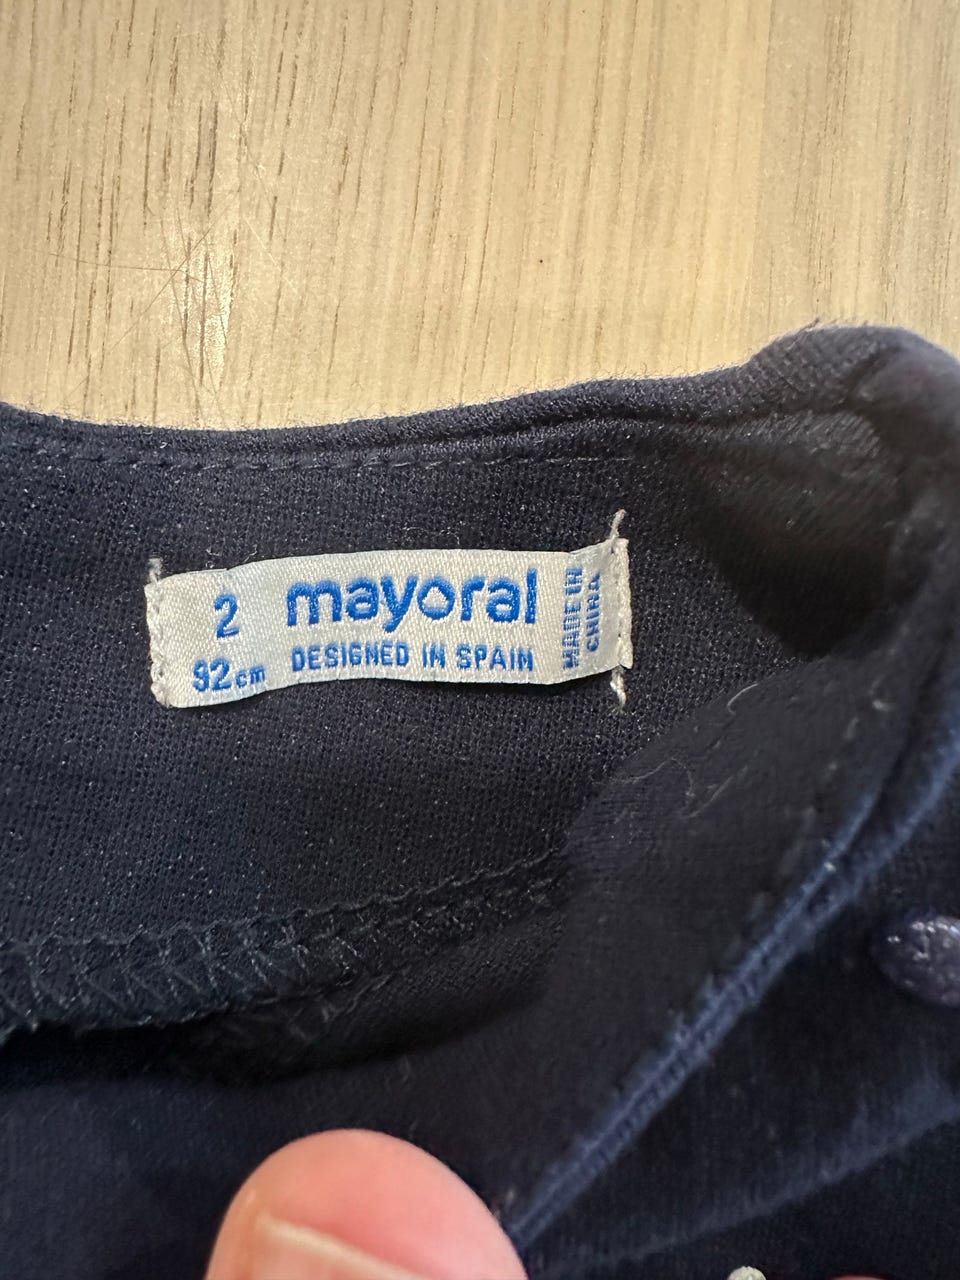 2
92cm
mayoral
DESIGNED IN SPAIN
MADE IN
CHINA